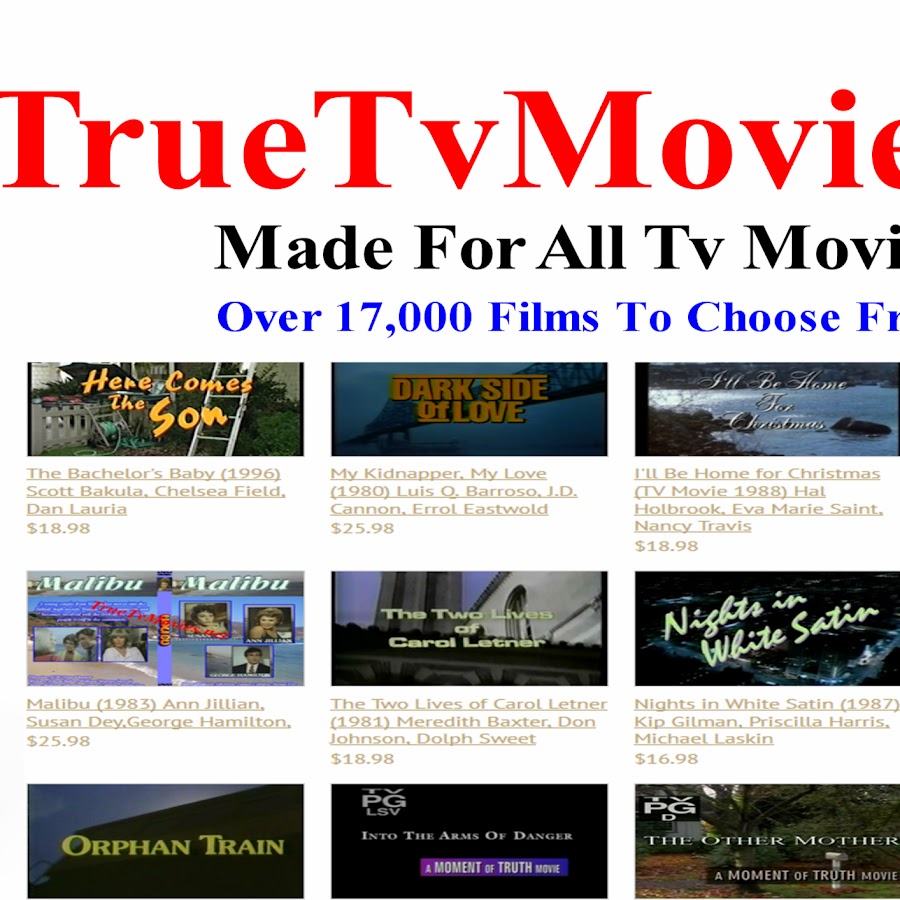 TrueTvMovie
Made For All Tv Movi
Over 17,000 Films To Choose Fr
Here Comes
The Son
DARK SIDE
Of LOVE
I'll Be Home
For
Christmas
The Bachelor's Baby (1996)
Scott Bakula, Chelsea Field,
Dan Lauria
$18.98
My Kidnapper, My Love
(1980) Luis Q. Barroso, J.D.
Cannon, Errol Eastwold
$25.98
I'll Be Home for Christmas
(TV Movie 1988) Hal
Holbrook, Eva Marie Saint,
Nancy Travis
$18.98
Malibu Malibu
Malibu
ANN JILLIAN
GEORGE HAMILTON
The Two Lives
of
Carol Letner
Nights in
White Satin
Malibu (1983) Ann Jillian,
Susan Dey,George Hamilton,
$25.98
The Two Lives of Carol Letner
(1981) Meredith Baxter, Don
Johnson, Dolph Sweet
$18.98
Nights in White Satin (1987)
Kip Gilman, Priscilla Harris,
Michael Laskin
$16.98
ORPHAN TRAIN
TV
PG
LSV
INTO THE ARMS OF DANGER
A MOMENT OF TRUTH MOVIE
TV
PG
D
THE OTHER MOTHER
A MOMENT OF TRUTH MOVIE